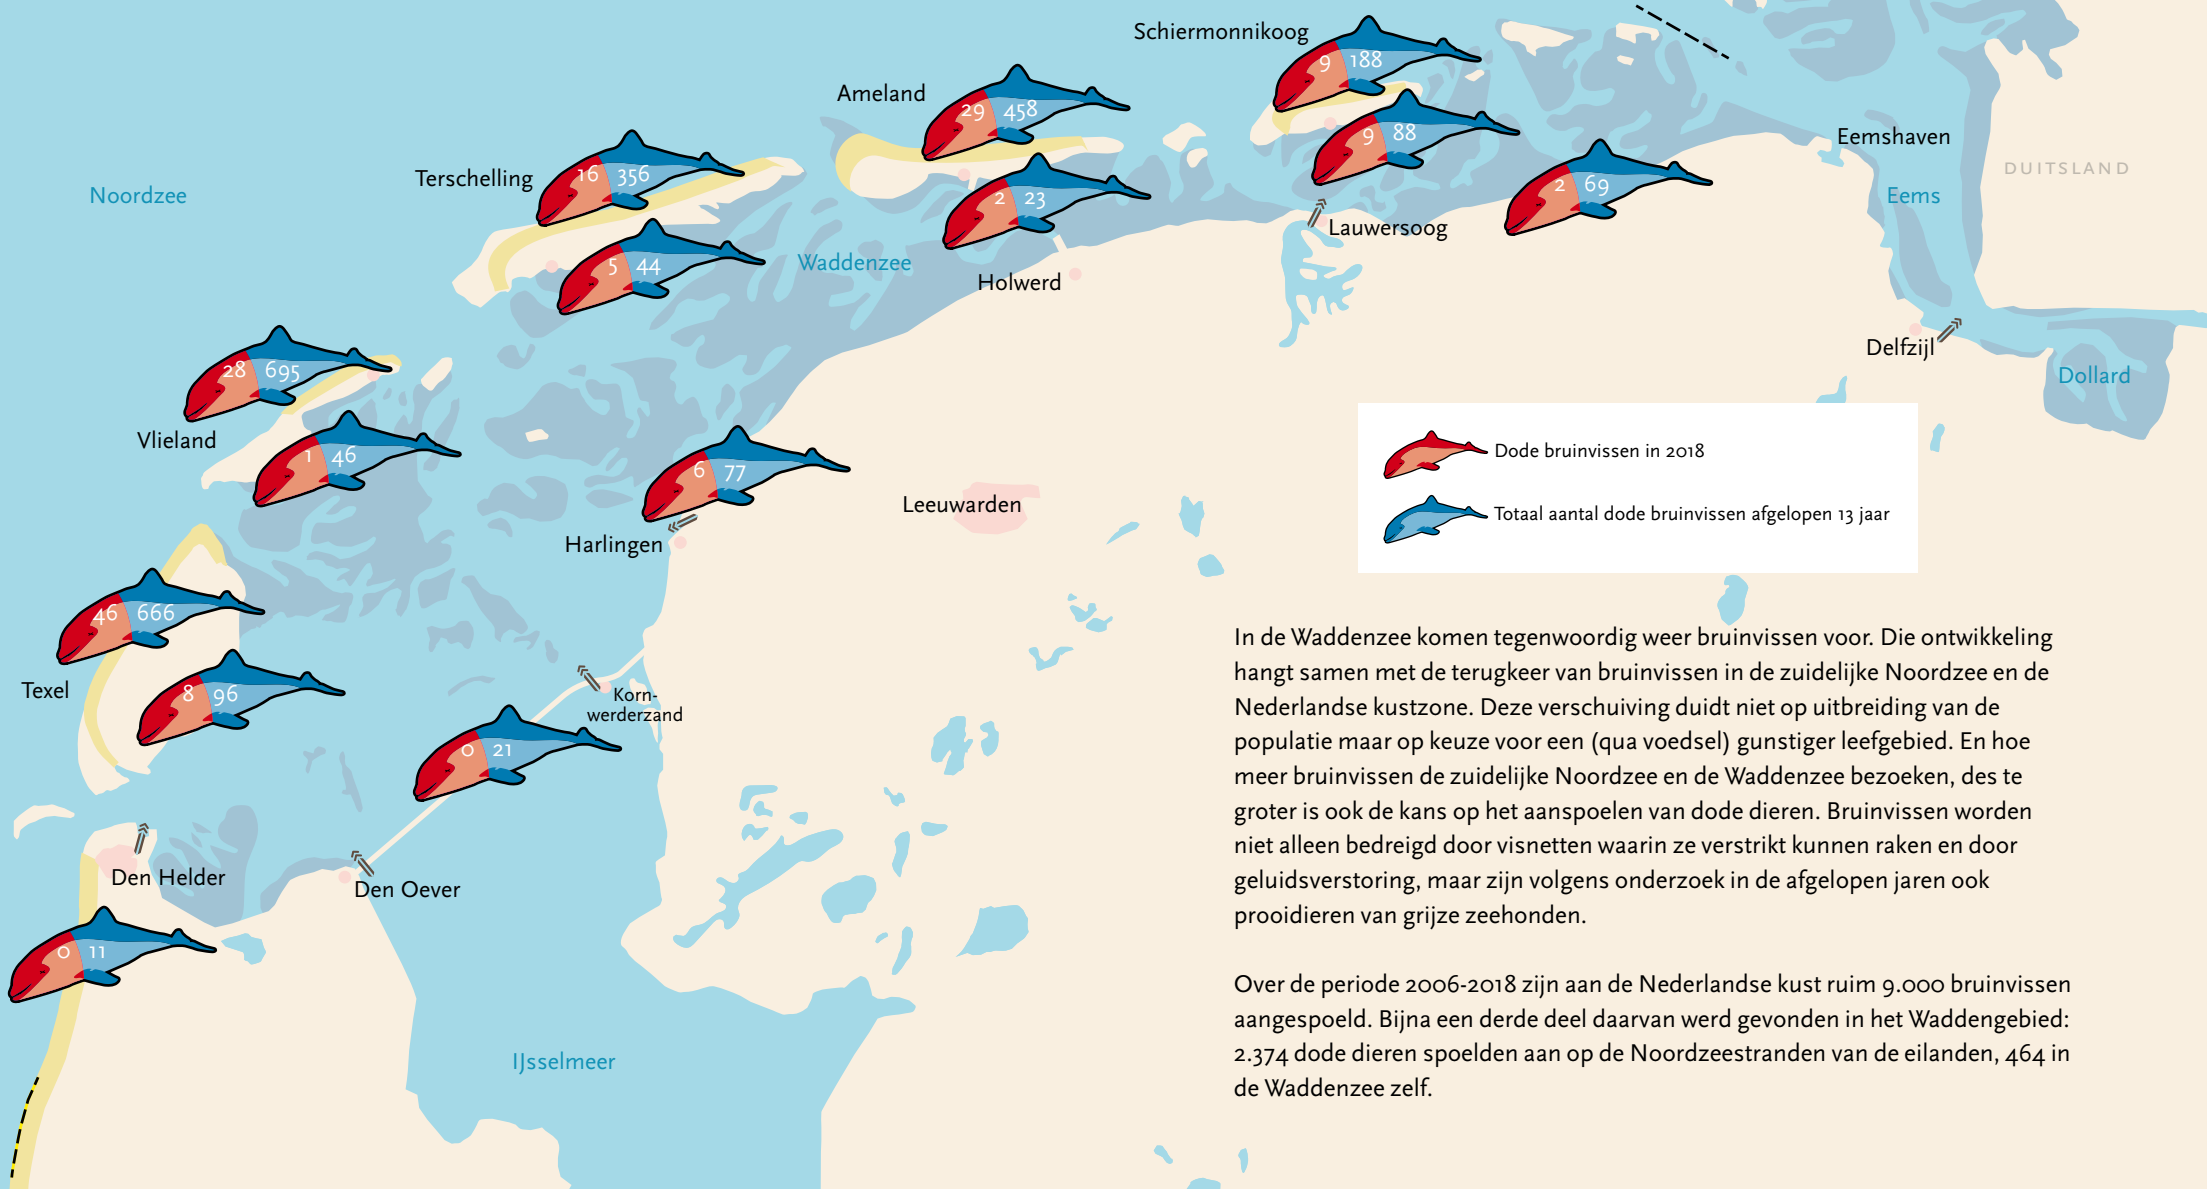 Schiermonnikoog
9 188
Ameland
29 458
Eemshaven
9 88
DUITSLAND
Terschelling
16 356
Noordzee
2 69
Eems
2 23
Lauwersoog
5 44
Waddenzee
Holwerd
Delfzijl
28 695
Dollard
Vlieland
1 46
6 77
Leeuwarden
Harlingen
Dode bruinvissen in 2018
Totaal aantal dode bruinvissen afgelopen 13 jaar
46 666
Texel
8 96
Korn-
werderzand
0 21
Den Helder
Den Oever
0 11
IJsselmeer
In de Waddenzee komen tegenwoordig weer bruinvissen voor. Die ontwikkeling
hangt samen met de terugkeer van bruinvissen in de zuidelijke Noordzee en de
Nederlandse kustzone. Deze verschuiving duidt niet op uitbreiding van de
populatie maar op keuze voor een (qua voedsel) gunstiger leefgebied. En hoe
meer bruinvissen de zuidelijke Noordzee en de Waddenzee bezoeken, des te
groter is ook de kans op het aanspoelen van dode dieren. Bruinvissen worden
niet alleen bedreigd door visnetten waarin ze verstrikt kunnen raken en door
geluidsverstoring, maar zijn volgens onderzoek in de afgelopen jaren ook
prooidieren van grijze zeehonden.
Over de periode 2006-2018 zijn aan de Nederlandse kust ruim 9.000 bruinvissen
aangespoeld. Bijna een derde deel daarvan werd gevonden in het Waddengebied:
2.374 dode dieren spoelden aan op de Noordzeestranden van de eilanden, 464 in
de Waddenzee zelf.